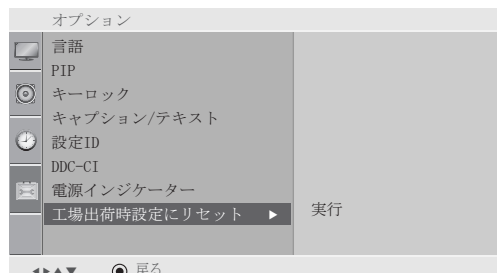 オプション
言語
PIP
キーロック
キャプション/テキスト
設定ID
DDC-CI
電源インジケーター
工場出荷時設定にリセット ▶ 実行
◀▶▲▼ 戻る